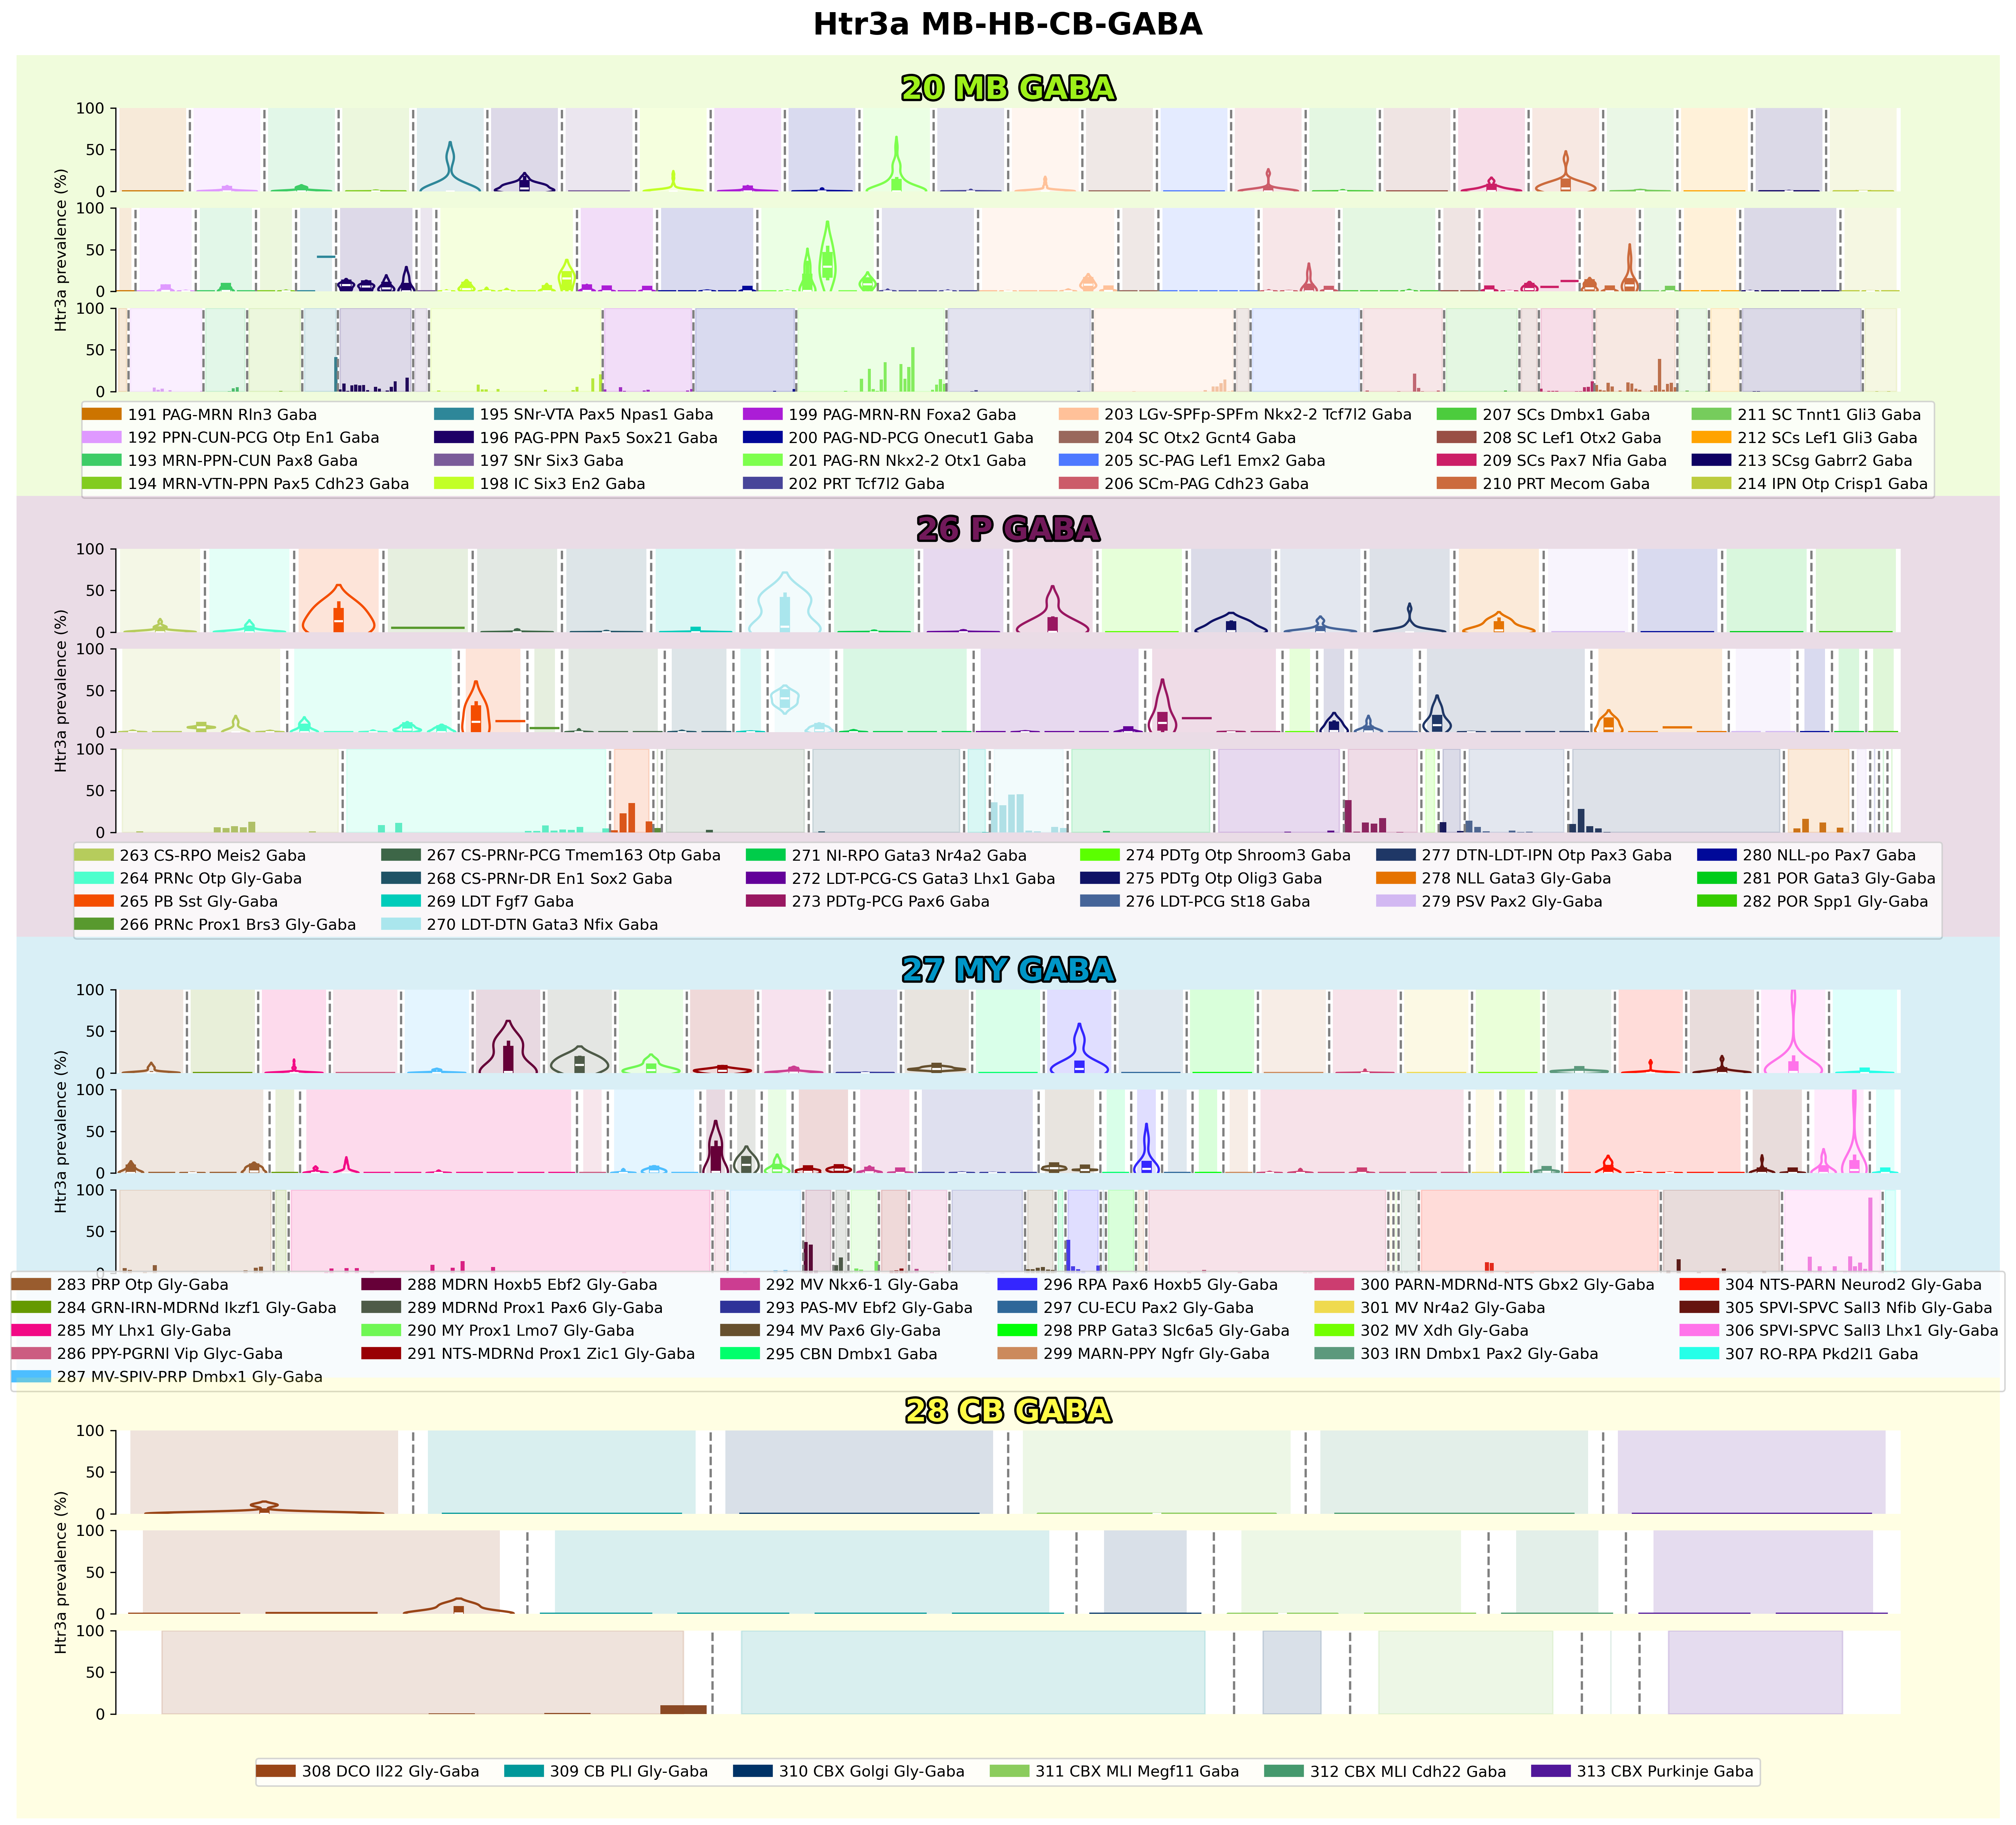 Htr3a MB-HB-CB-GABA
20 MB GABA
100
50
0
100
50
0
100
50
0
Htr3a prevalence (%)
191 PAG-MRN Rln3 Gaba
192 PPN-CUN-PCG Otp En1 Gaba
193 MRN-PPN-CUN Pax8 Gaba
194 MRN-VTN-PPN Pax5 Cdh23 Gaba
195 SNr-VTA Pax5 Npas1 Gaba
196 PAG-PPN Pax5 Sox21 Gaba
197 SNr Six3 Gaba
198 IC Six3 En2 Gaba
199 PAG-MRN-RN Foxa2 Gaba
200 PAG-ND-PCG Onecut1 Gaba
201 PAG-RN Nkx2-2 Otx1 Gaba
202 PRT Tcf7l2 Gaba
203 LGv-SPFp-SPFm Nkx2-2 Tcf7l2 Gaba
204 SC Otx2 Gcnt4 Gaba
205 SC-PAG Lef1 Emx2 Gaba
206 SCm-PAG Cdh23 Gaba
207 SCs Dmbx1 Gaba
208 SC Lef1 Otx2 Gaba
209 SCs Pax7 Nfia Gaba
210 PRT Mecom Gaba
211 SC Tnnt1 Gli3 Gaba
212 SCs Lef1 Gli3 Gaba
213 SCsg Gabrr2 Gaba
214 IPN Otp Crisp1 Gaba
26 P GABA
100
50
0
100
50
0
100
50
0
Htr3a prevalence (%)
263 CS-RPO Meis2 Gaba
264 PRNc Otp Gly-Gaba
265 PB Sst Gly-Gaba
266 PRNc Prox1 Brs3 Gly-Gaba
267 CS-PRNr-PCG Tmem163 Otp Gaba
268 CS-PRNr-DR En1 Sox2 Gaba
269 LDT Fgf7 Gaba
270 LDT-DTN Gata3 Nfix Gaba
271 NI-RPO Gata3 Nr4a2 Gaba
272 LDT-PCG-CS Gata3 Lhx1 Gaba
273 PDTg-PCG Pax6 Gaba
274 PDTg Otp Shroom3 Gaba
275 PDTg Otp Olig3 Gaba
276 LDT-PCG St18 Gaba
277 DTN-LDT-IPN Otp Pax3 Gaba
278 NLL Gata3 Gly-Gaba
279 PSV Pax2 Gly-Gaba
280 NLL-po Pax7 Gaba
281 POR Gata3 Gly-Gaba
282 POR Spp1 Gly-Gaba
27 MY GABA
100
50
0
100
50
0
100
50
0
Htr3a prevalence (%)
283 PRP Otp Gly-Gaba
284 GRN-IRN-MDRNd Ikzf1 Gly-Gaba
285 MY Lhx1 Gly-Gaba
286 PPY-PGRNl Vip Glyc-Gaba
287 MV-SPIV-PRP Dmbx1 Gly-Gaba
288 MDRN Hoxb5 Ebf2 Gly-Gaba
289 MDRNd Prox1 Pax6 Gly-Gaba
290 MY Prox1 Lmo7 Gly-Gaba
291 NTS-MDRNd Prox1 Zic1 Gly-Gaba
292 MV Nkx6-1 Gly-Gaba
293 PAS-MV Ebf2 Gly-Gaba
294 MV Pax6 Gly-Gaba
295 CBN Dmbx1 Gaba
296 RPA Pax6 Hoxb5 Gly-Gaba
297 CU-ECU Pax2 Gly-Gaba
298 PRP Gata3 Slc6a5 Gly-Gaba
299 MARN-PPY Ngfr Gly-Gaba
300 PARN-MDRNd-NTS Gbx2 Gly-Gaba
301 MV Nr4a2 Gly-Gaba
302 MV Xdh Gly-Gaba
303 IRN Dmbx1 Pax2 Gly-Gaba
304 NTS-PARN Neurod2 Gly-Gaba
305 SPVI-SPVC Sall3 Nfib Gly-Gaba
306 SPVI-SPVC Sall3 Lhx1 Gly-Gaba
307 RO-RPA Pkd2l1 Gaba
28 CB GABA
100
50
0
100
50
0
100
50
0
Htr3a prevalence (%)
308 DCO Il22 Gly-Gaba
309 CB PLI Gly-Gaba
310 CBX Golgi Gly-Gaba
311 CBX MLI Megf11 Gaba
312 CBX MLI Cdh22 Gaba
313 CBX Purkinje Gaba